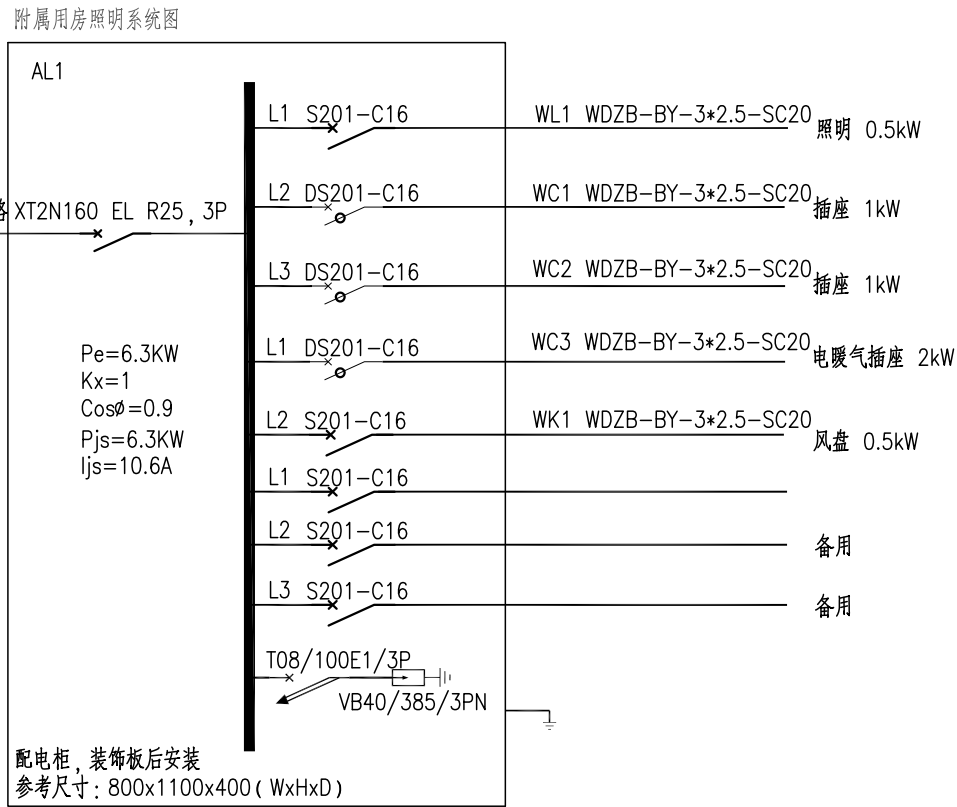 附属用房照明系统图
AL1
L1 S201-C16 WL1 WDZB-BY-3*2.5-SC20 照明 0.5kW
L2 DS201-C16 WC1 WDZB-BY-3*2.5-SC20 插座 1kW
XT2N160 EL R25,3P
L3 DS201-C16 WC2 WDZB-BY-3*2.5-SC20 插座 1kW
L1 DS201-C16 WC3 WDZB-BY-3*2.5-SC20 电暖气插座 2kW
Pe=6.3KW
Kx=1
Cosø=0.9
Pjs=6.3KW
Ijs=10.6A
L2 S201-C16 WK1 WDZB-BY-3*2.5-SC20 风盘 0.5kW
L1 S201-C16
L2 S201-C16 备用
L3 S201-C16 备用
T08/100E1/3P
VB40/385/3PN
配电柜,装饰板后安装
参考尺寸:800x1100x400(WxHxD)